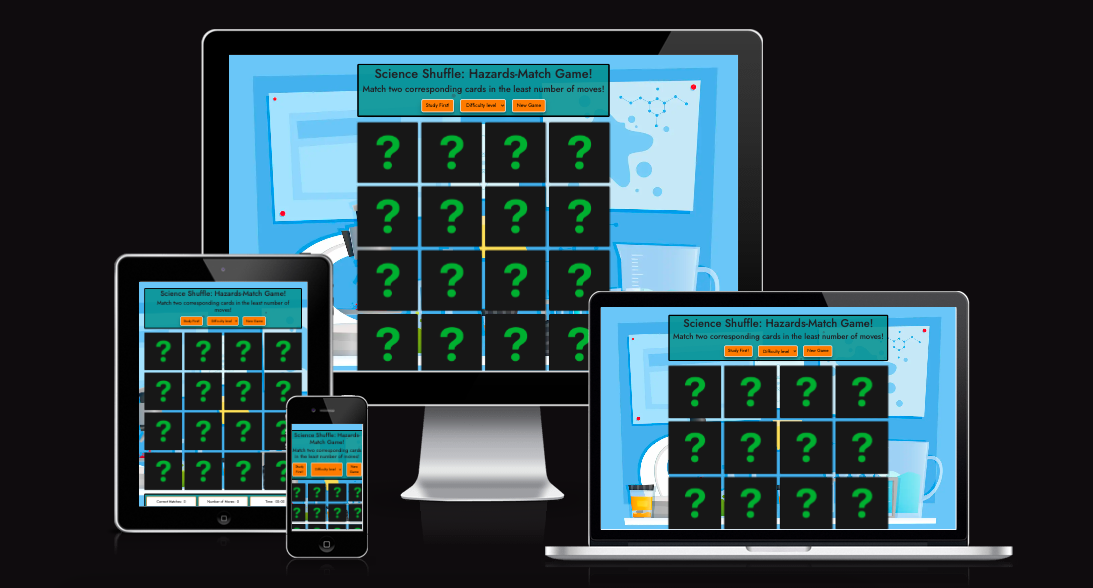 Science Shuffle: Hazards-Match Game!
Match two corresponding cards in the least number of moves!
Study First!
Difficulty level
New Game
? ? ? ?
? ? ? ?
? ? ? ?
? ? ? ?
Science Shuffle: Hazards-Match Game!
Match two corresponding cards in the least number of
moves!
Study First!
Difficulty level
New Game
? ? ? ?
? ? ? ?
? ? ? ?
? ? ? ?
Correct Matches: 0
Number of Moves: 0
Time: 00:00
Science Shuffle: Hazards-
Match Game!
Match two corresponding cards
in the least number of moves!
Study
First!
Difficulty level
New
Game
? ? ? ?
? ? ? ?
Science Shuffle: Hazards-Match Game!
Match two corresponding cards in the least number of moves!
Study First!
Difficulty level
New Game
? ? ? ?
? ? ? ?
? ? ? ?